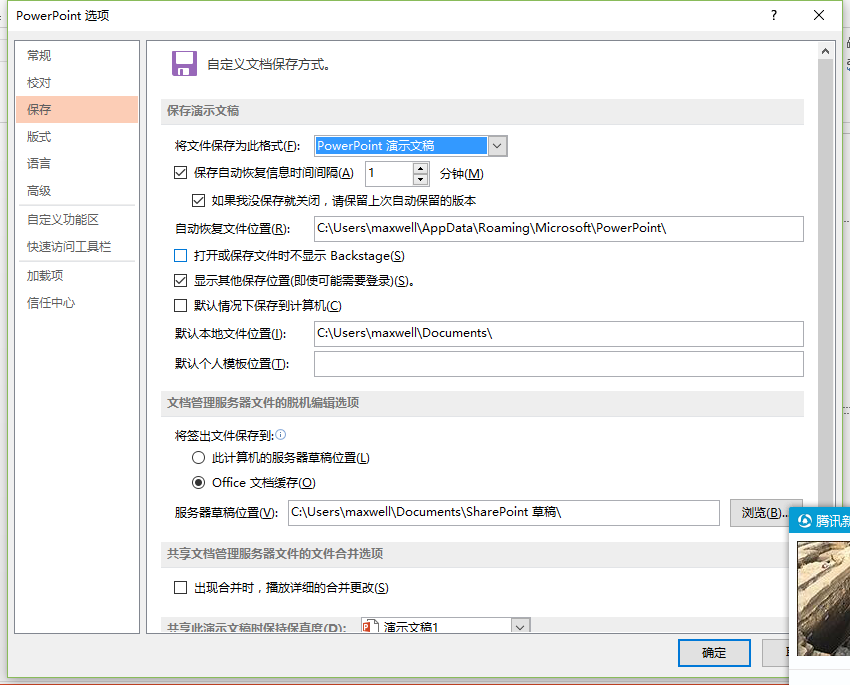 PowerPoint 选项
?
常规
校对
保存
版式
语言
高级
自定义功能区
快速访问工具栏
加载项
信任中心
自定义文档保存方式。
保存演示文稿
将文件保存为此格式(F): PowerPoint 演示文稿
保存自动恢复信息时间间隔(A) 1 分钟(M)
如果我没保存就关闭，请保留上次自动保留的版本
自动恢复文件位置(R): C:\Users\maxwell\AppData\Roaming\Microsoft\PowerPoint\
打开或保存文件时不显示 Backstage(S)
显示其他保存位置(即使可能需要登录)(S)。
默认情况下保存到计算机(C)
默认本地文件位置(I): C:\Users\maxwell\Documents\
默认个人模板位置(T):
文档管理服务器文件的脱机编辑选项
将签出文件保存到:
此计算机的服务器草稿位置(L)
Office 文档缓存(O)
服务器草稿位置(V): C:\Users\maxwell\Documents\SharePoint 草稿\ 浏览(B)...
腾讯新
共享文档管理服务器文件的文件合并选项
出现合并时，播放详细的合并更改(S)
共享此演示文稿时保持保真度(D): 演示文稿1
确定